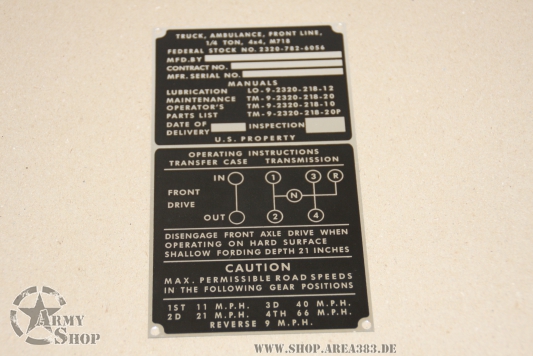 TRUCK, AMBULANCE, FRONT LINE,
1/4 TON, 4x4, M718
FEDERAL STOCK NO. 2320-782-6056
MFD. BY
CONTRACT NO.
MFR. SERIAL NO.
MANUALS
LUBRICATION LO-9-2320-218-12
MAINTENANCE TM-9-2320-218-20
OPERATOR'S TM-9-2320-218-10
PARTS LIST TM-9-2320-218-20P
DATE OF DELIVERY INSPECTION
U.S. PROPERTY
OPERATING INSTRUCTIONS
TRANSFER CASE TRANSMISSION
IN 1 3 R
FRONT DRIVE N
OUT 2 4
DISENGAGE FRONT AXLE DRIVE WHEN
OPERATING ON HARD SURFACE
SHALLOW FORDING DEPTH 21 INCHES
CAUTION
MAX. PERMISSIBLE ROAD SPEEDS
IN THE FOLLOWING GEAR POSITIONS
1ST 11 M.P.H. 3D 40 M.P.H.
2D 21 M.P.H. 4TH 66 M.P.H.
REVERSE 9 M.P.H.
ARMY
SHOP
WWW.SHOP.AREA383.DE